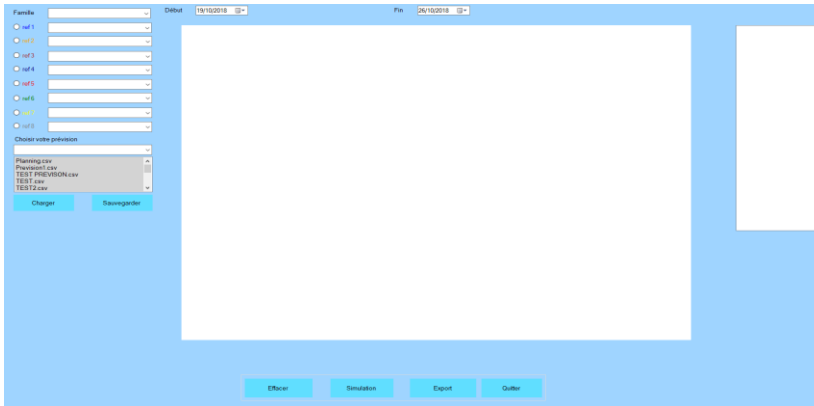 Famille
Début 19/10/2018
Fin 26/10/2018
ref 1
ref 2
ref 3
ref 4
ref 5
ref 6
ref 7
ref 8
Choisir votre prévision
Planning.csv
Prevision1.csv
TEST PREVISON.csv
TEST.csv
TEST2.csv
Charger
Sauvegarder
Effacer
Simulation
Export
Quitter